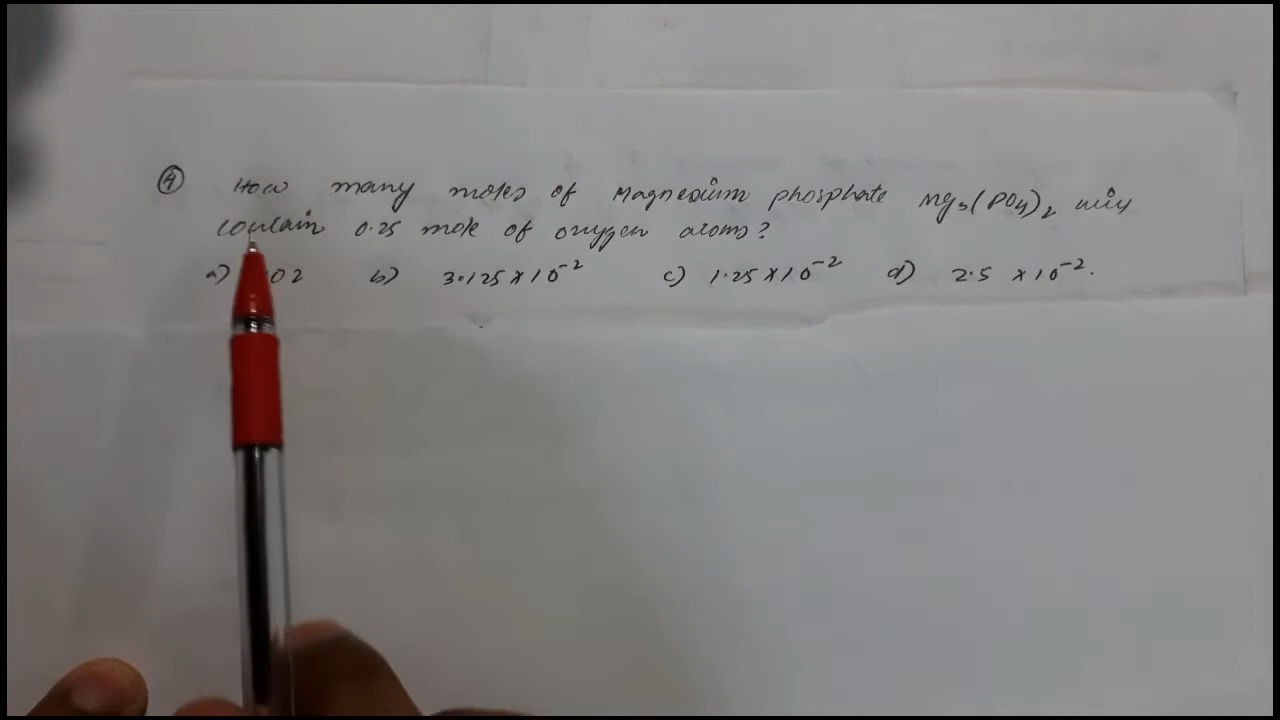 ④ How many moles of Magnesium phosphate Mg₃(PO₄)₂ will
contain 0.25 mole of oxygen atoms?
a) 02 b) 3.125 x 10⁻² c) 1.25 x 10⁻² d) 2.5 x 10⁻².